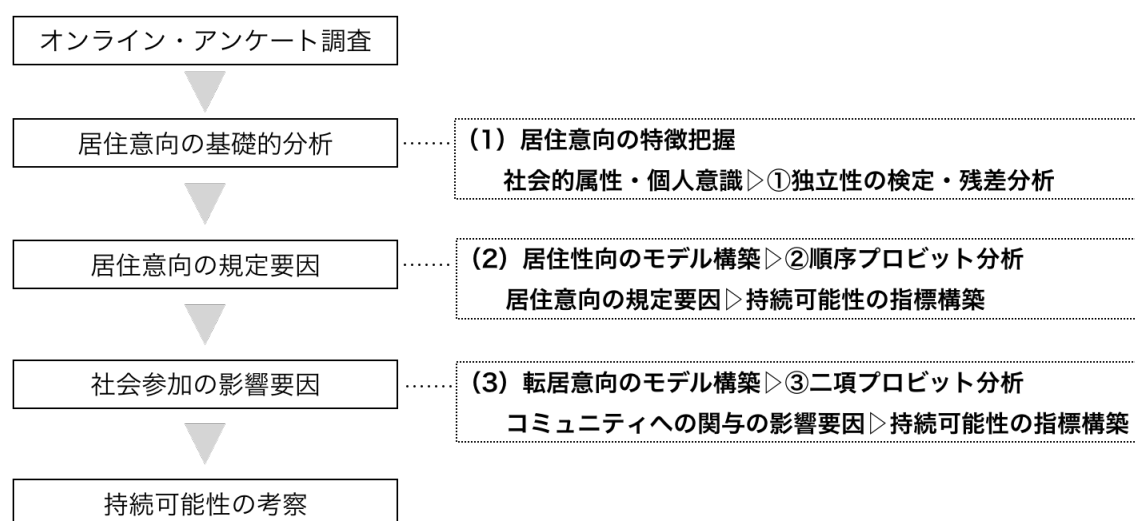 オンライン・アンケート調査
居住意向の基礎的分析
(1)居住意向の特徴把握
社会的属性・個人意識▷①独立性の検定・残差分析
居住意向の規定要因
(2)居住性向のモデル構築▷②順序プロビット分析
居住意向の規定要因▷持続可能性の指標構築
社会参加の影響要因
(3)転居意向のモデル構築▷③二項プロビット分析
コミュニティへの関与の影響要因▷持続可能性の指標構築
持続可能性の考察